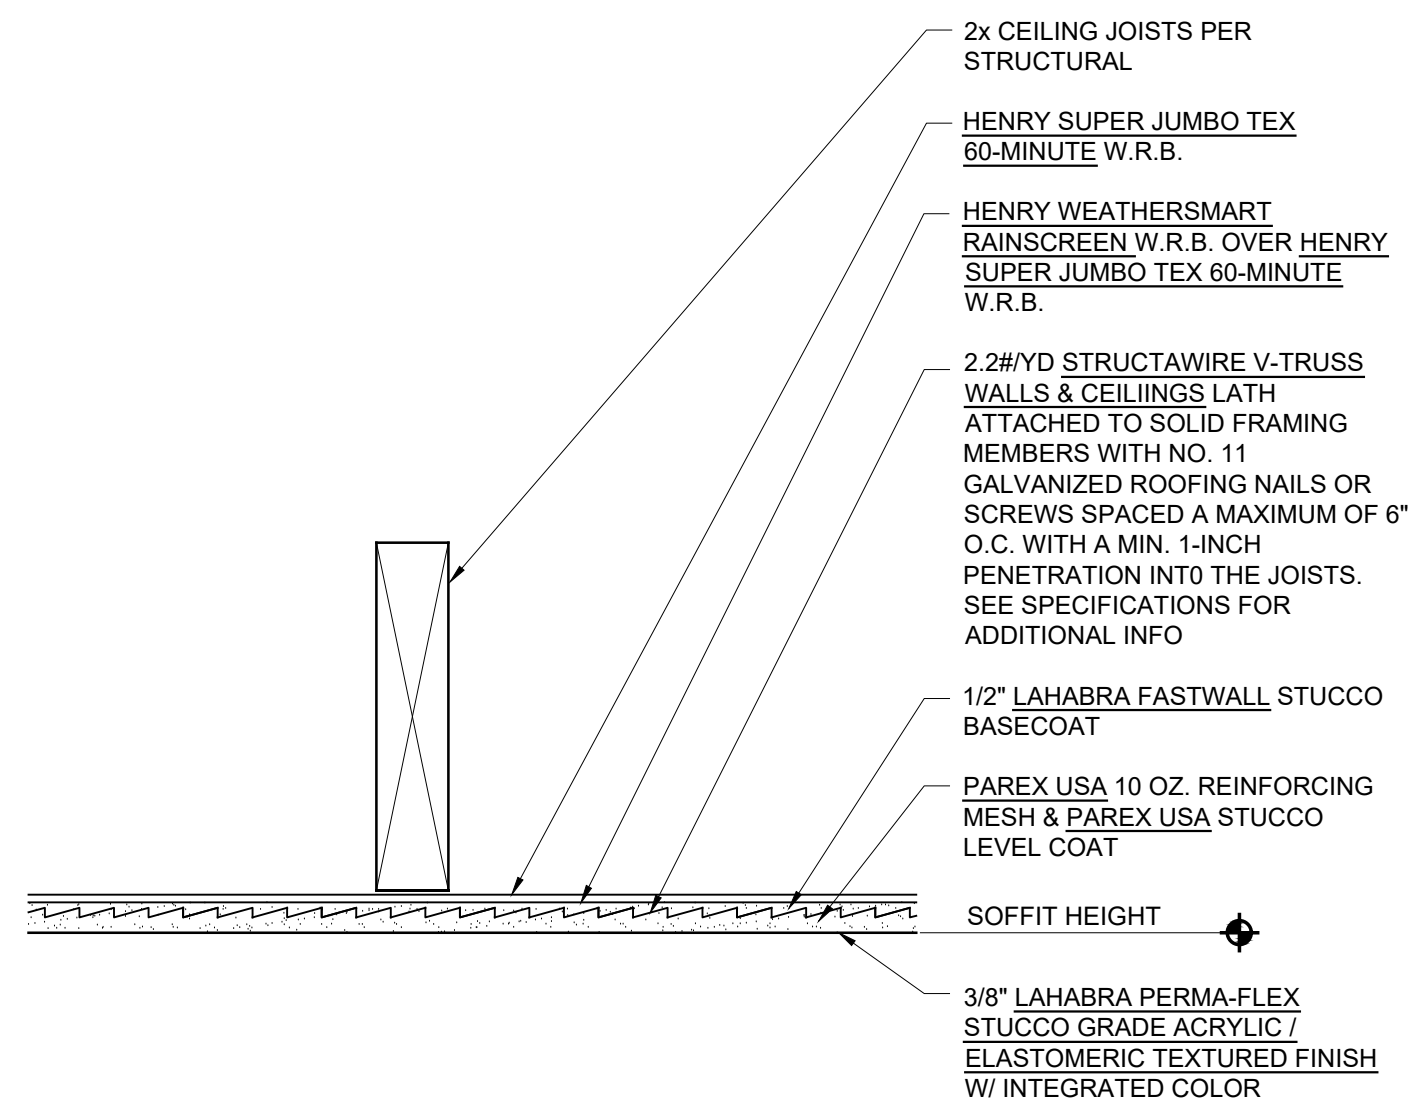 2x CEILING JOISTS PER
STRUCTURAL
HENRY SUPER JUMBO TEX
60-MINUTE W.R.B.
HENRY WEATHERSMART
RAINSCREEN W.R.B. OVER HENRY
SUPER JUMBO TEX 60-MINUTE
W.R.B.
2.2#/YD STRUCTAWIRE V-TRUSS
WALLS & CEILIINGS LATH
ATTACHED TO SOLID FRAMING
MEMBERS WITH NO. 11
GALVANIZED ROOFING NAILS OR
SCREWS SPACED A MAXIMUM OF 6"
O.C. WITH A MIN. 1-INCH
PENETRATION INT0 THE JOISTS.
SEE SPECIFICATIONS FOR
ADDITIONAL INFO
1/2" LAHABRA FASTWALL STUCCO
BASECOAT
PAREX USA 10 OZ. REINFORCING
MESH & PAREX USA STUCCO
LEVEL COAT
SOFFIT HEIGHT
3/8" LAHABRA PERMA-FLEX
STUCCO GRADE ACRYLIC /
ELASTOMERIC TEXTURED FINISH
W/ INTEGRATED COLOR